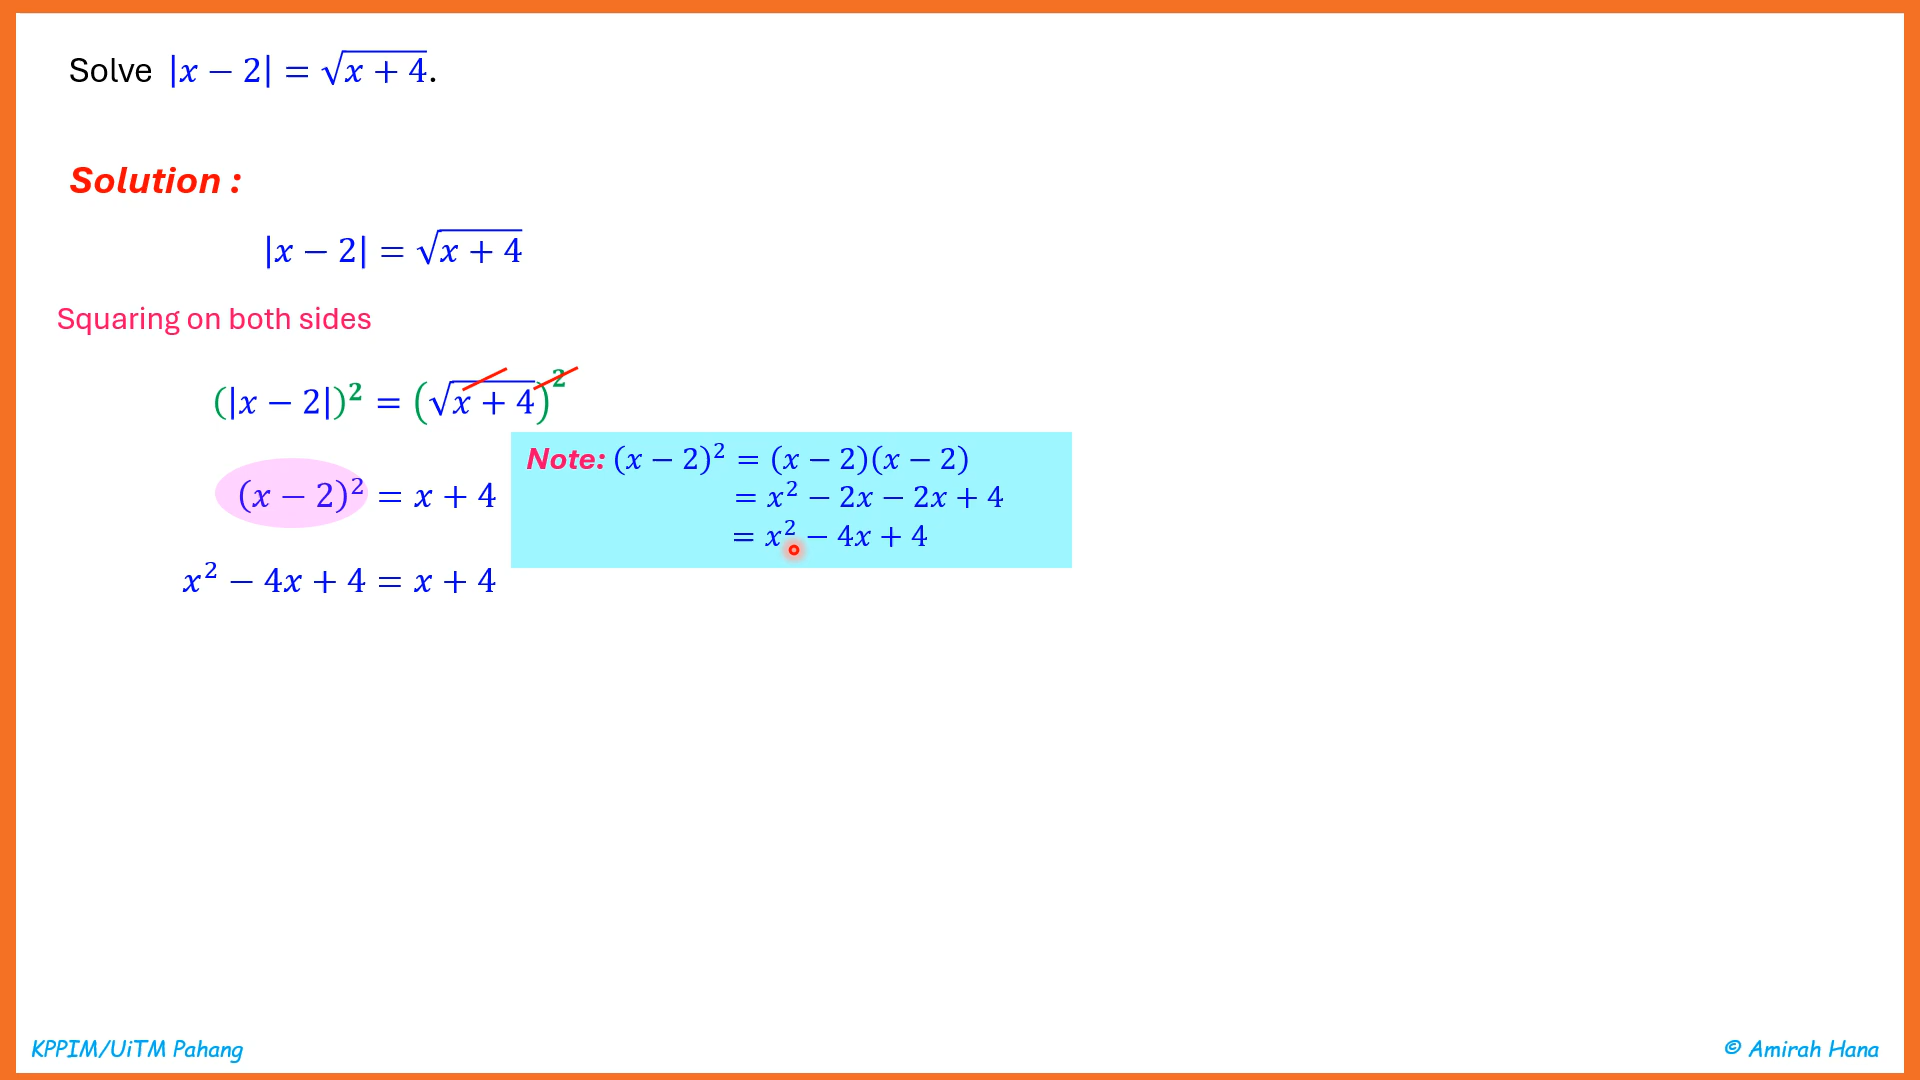 Solve |x − 2| = √(x + 4).
Solution :
|x − 2| = √(x + 4)
Squaring on both sides
(|x − 2|)² = (√(x + 4))²
(x − 2)² = x + 4
Note: (x − 2)² = (x − 2)(x − 2)
= x² − 2x − 2x + 4
= x² − 4x + 4
x² − 4x + 4 = x + 4
KPPIM/UiTM Pahang
© Amirah Hana